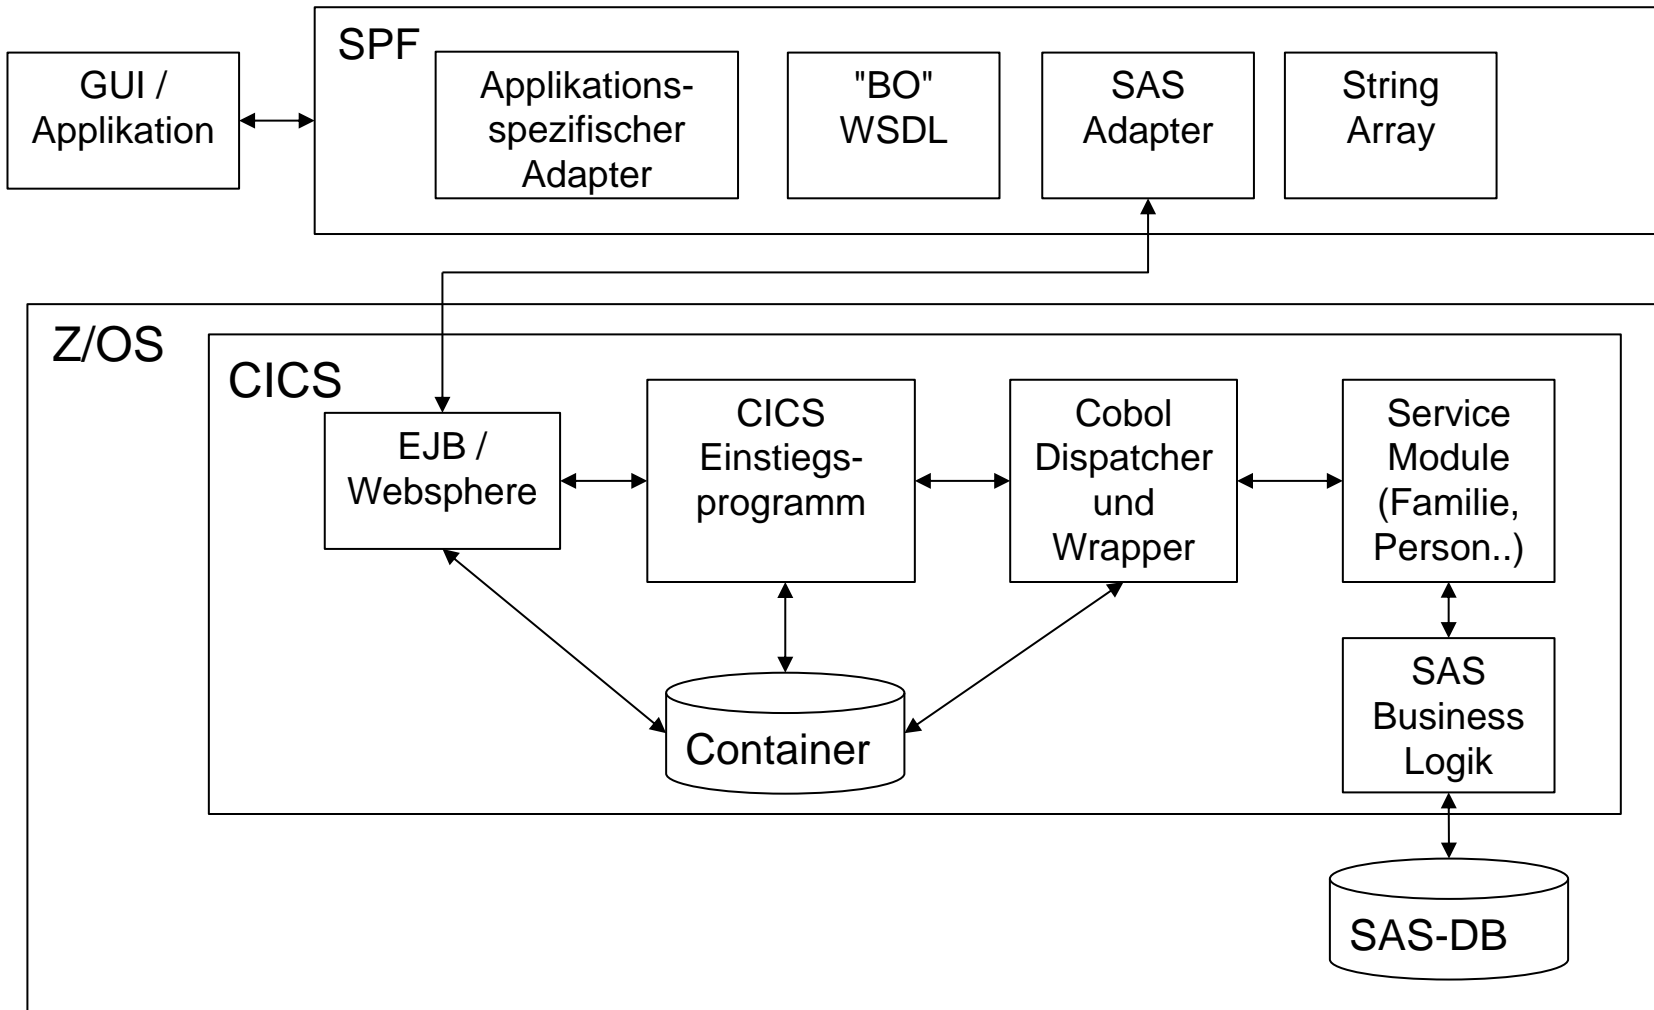 SPF
GUI /
Applikation
Applikations-
spezifischer
Adapter
"BO"
WSDL
SAS
Adapter
String
Array
Z/OS
CICS
EJB /
Websphere
CICS
Einstiegs-
programm
Cobol
Dispatcher
und
Wrapper
Service
Module
(Familie,
Person..)
Container
SAS
Business
Logik
SAS-DB